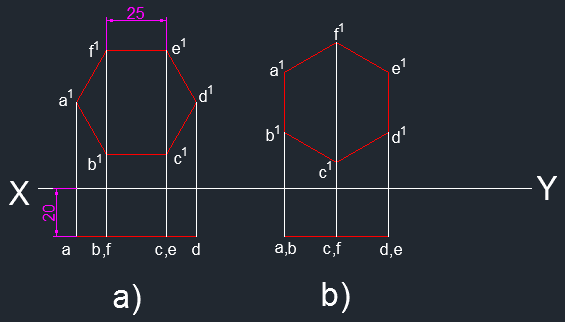 25
f¹ e¹
a¹ d¹
b¹ c¹
f¹
a¹ e¹
b¹ d¹
c¹
X Y
20
a b,f c,e d
a,b c,f d,e
a) b)